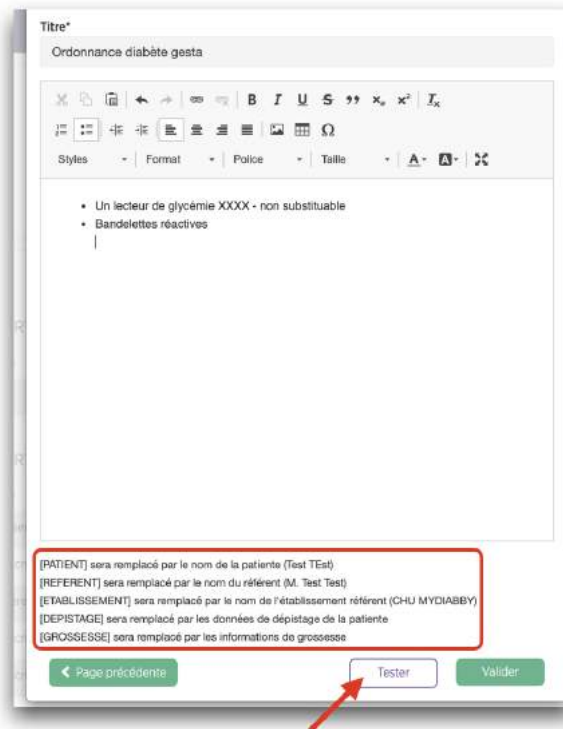 Titre*
Ordonnance diabète gesta
B I U S x₂ x² Tx
Ω
Styles Format Police Taille A A
Un lecteur de glycémie XXXX - non substituable
Bandelettes réactives
[PATIENT] sera remplacé par le nom de la patiente (Test TEst)
[REFERENT] sera remplacé par le nom du référent (M. Test Test)
[ETABLISSEMENT] sera remplacé par le nom de l'établissement référent (CHU MYDIABBY)
[DEPISTAGE] sera remplacé par les données de dépistage de la patiente
[GROSSESSE] sera remplacé par les informations de grossesse
Page précédente Tester Valider